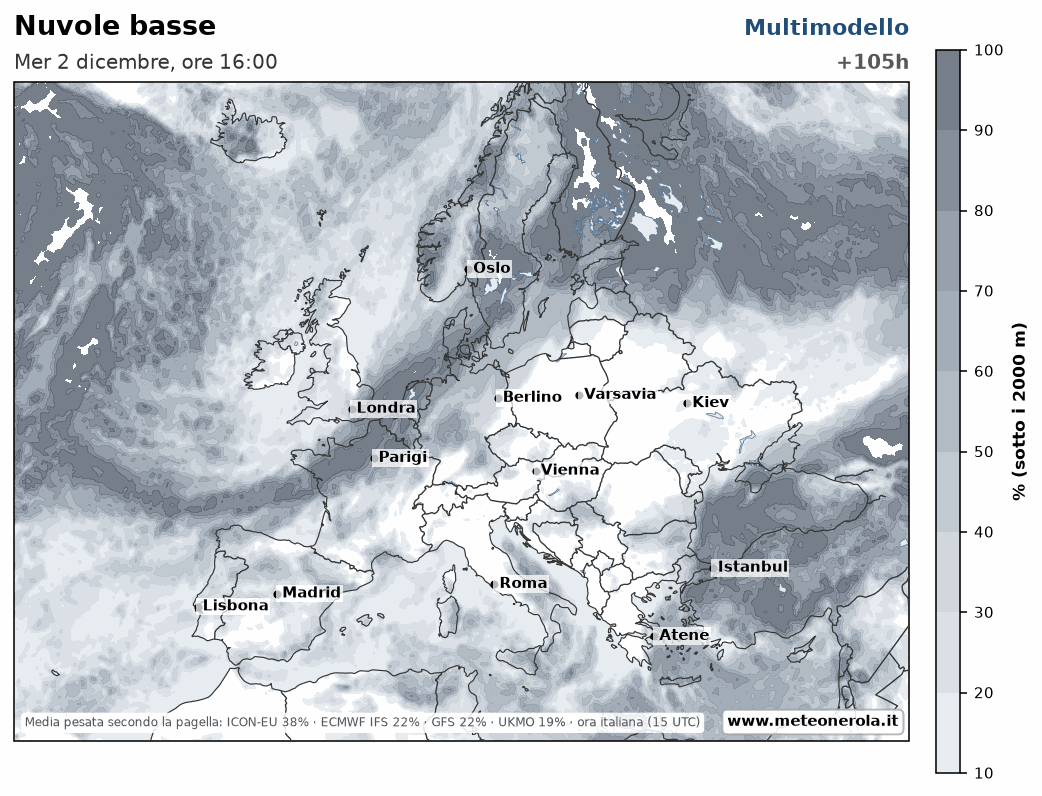 Nuvole basse
Multimodello
Mer 2 dicembre, ore 16:00
+105h
Oslo
Londra
Berlino
Varsavia
Kiev
Parigi
Vienna
Istanbul
Roma
Madrid
Lisbona
Atene
Media pesata secondo la pagella: ICON-EU 38% · ECMWF IFS 22% · GFS 22% · UKMO 19% · ora italiana (15 UTC)
www.meteonerola.it
100
90
80
70
60
50
40
30
20
10
% (sotto i 2000 m)